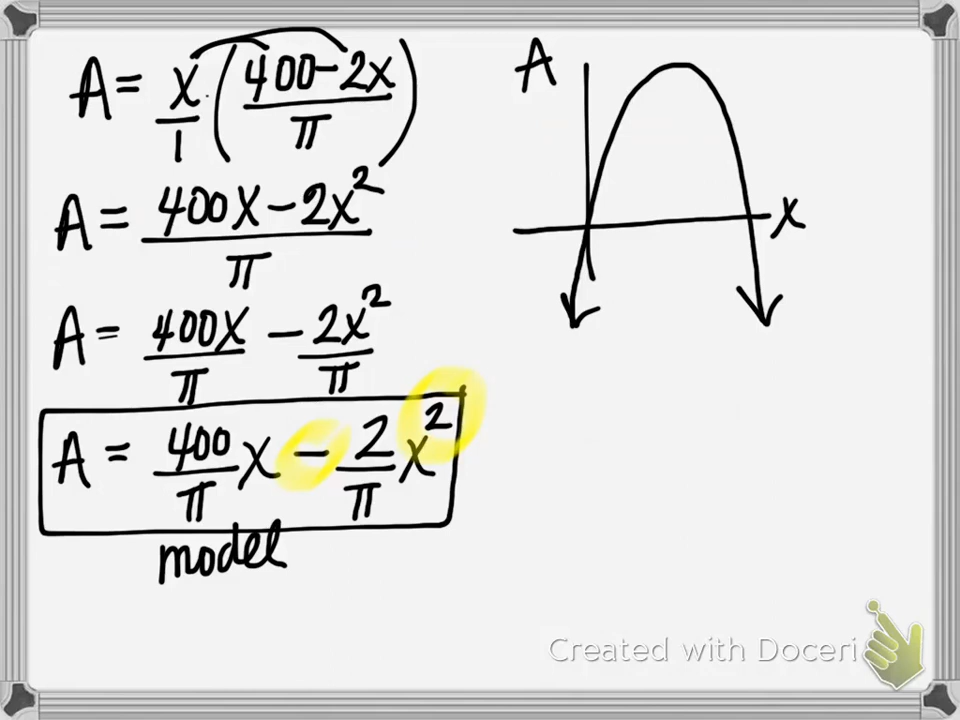 A = x/1 (400-2x/π)
A = 400x-2x²/π
A = 400x/π - 2x²/π
A = 400/π x - 2/π x²
model
A
x
Created with Doceri